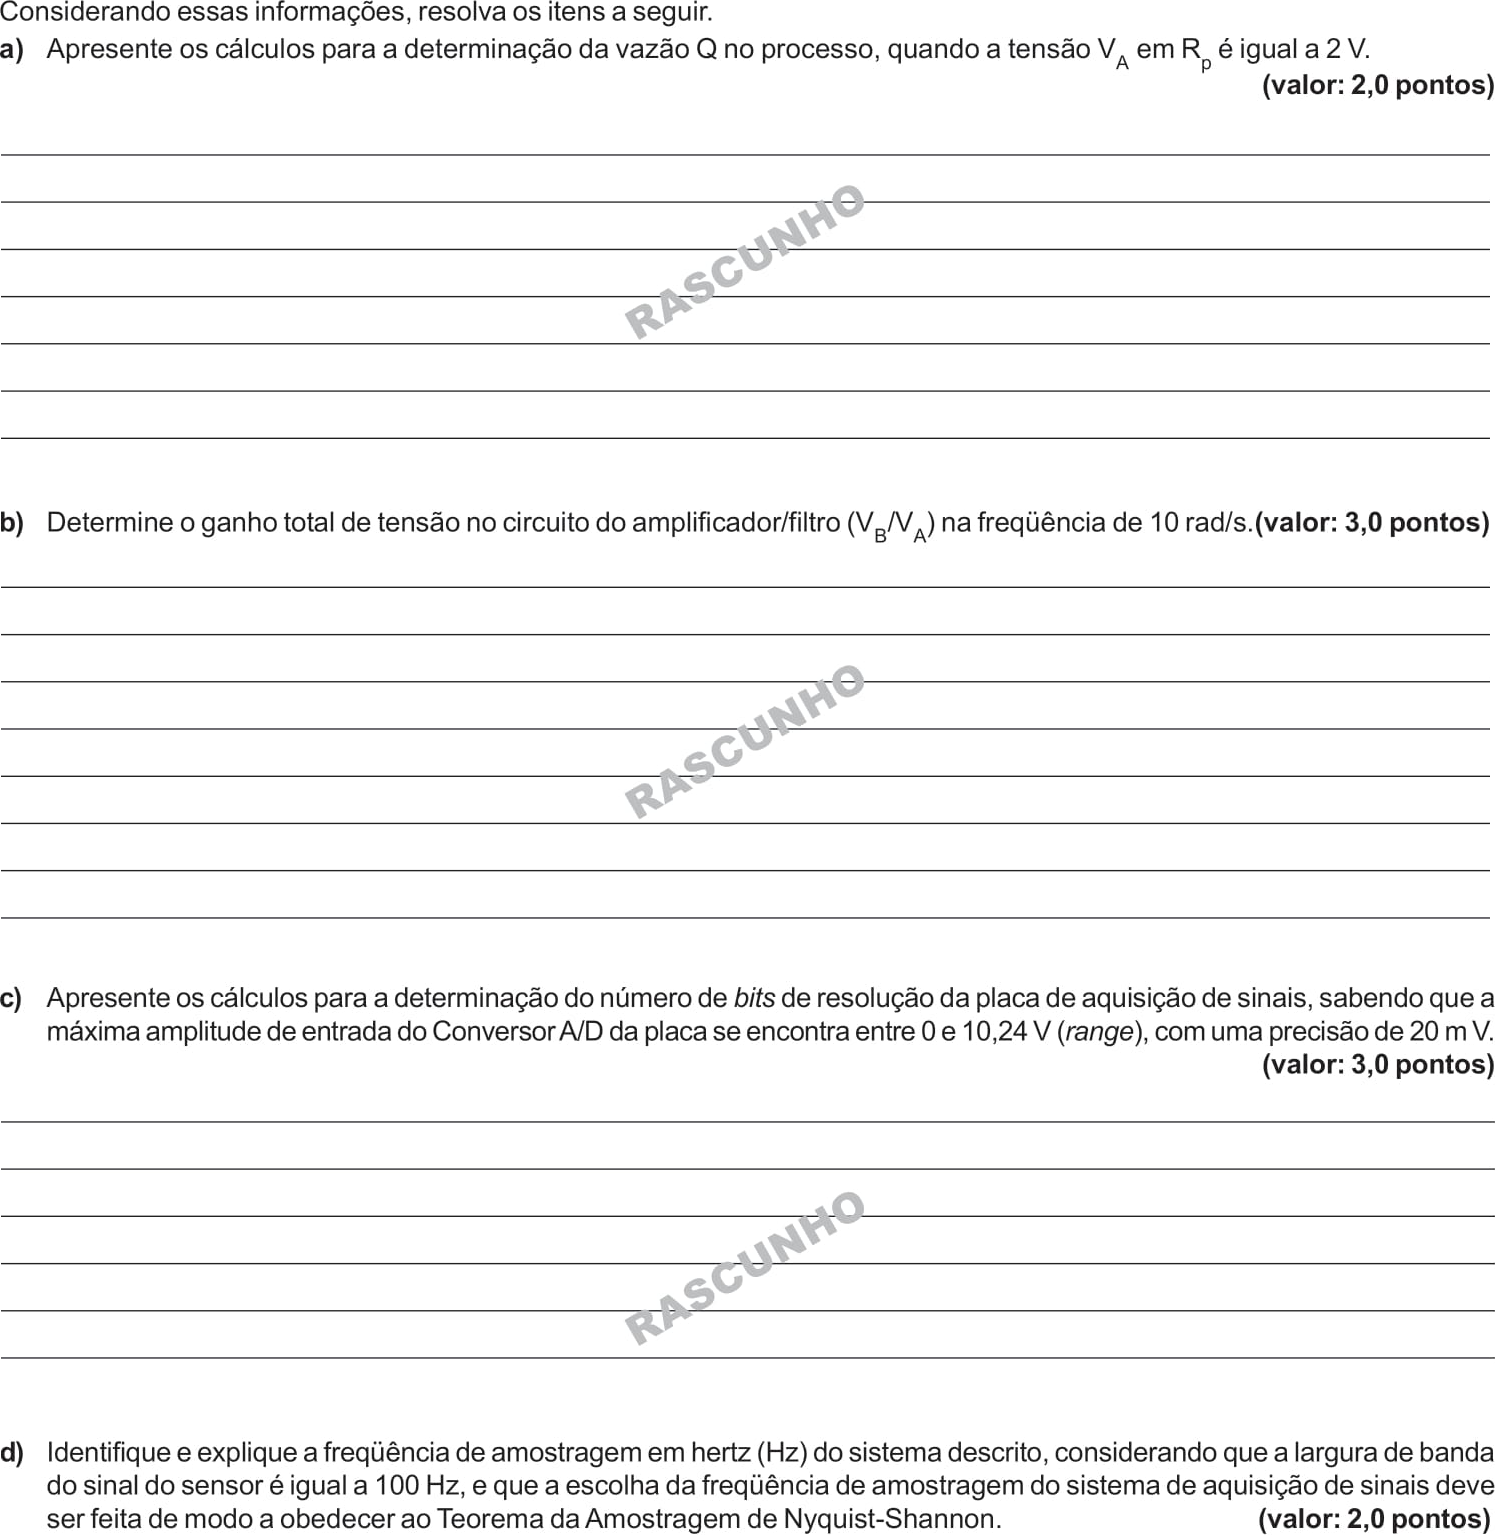 Considerando essas informações, resolva os itens a seguir.
a) Apresente os cálculos para a determinação da vazão Q no processo, quando a tensão V_A em R_p é igual a 2 V.
(valor: 2,0 pontos)
RASCUNHO
b) Determine o ganho total de tensão no circuito do amplificador/filtro (V_B/V_A) na freqüência de 10 rad/s.(valor: 3,0 pontos)
RASCUNHO
c) Apresente os cálculos para a determinação do número de bits de resolução da placa de aquisição de sinais, sabendo que a
máxima amplitude de entrada do Conversor A/D da placa se encontra entre 0 e 10,24 V (range), com uma precisão de 20 m V.
(valor: 3,0 pontos)
RASCUNHO
d) Identifique e explique a freqüência de amostragem em hertz (Hz) do sistema descrito, considerando que a largura de banda
do sinal do sensor é igual a 100 Hz, e que a escolha da freqüência de amostragem do sistema de aquisição de sinais deve
ser feita de modo a obedecer ao Teorema da Amostragem de Nyquist-Shannon. (valor: 2,0 pontos)